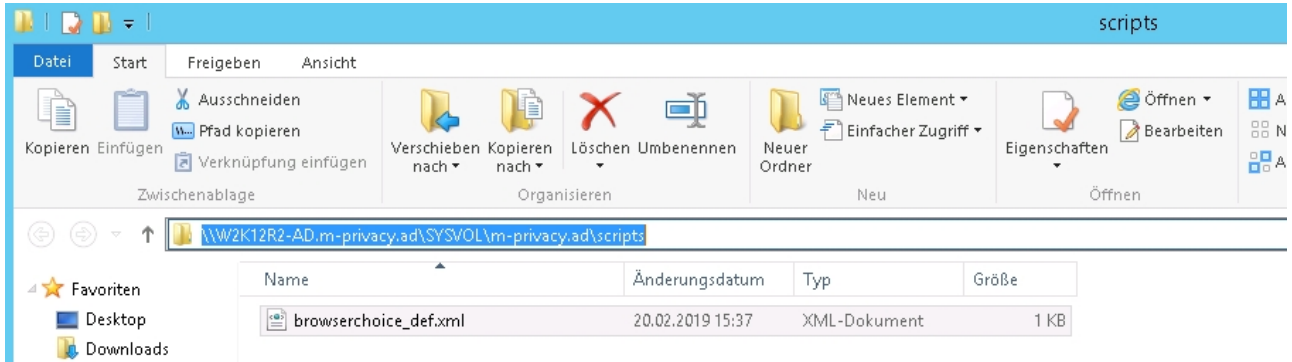 scripts
Datei Start Freigeben Ansicht
Kopieren
Einfügen
Ausschneiden
Pfad kopieren
Verknüpfung einfügen
Zwischenablage
Verschieben nach
Kopieren nach
Löschen
Umbenennen
Organisieren
Neuer Ordner
Neues Element
Einfacher Zugriff
Neu
Eigenschaften
Öffnen
Bearbeiten
Öffnen
A
N
A
\\W2K12R2-AD.m-privacy.ad\SYSVOL\m-privacy.ad\scripts
Favoriten
Desktop
Downloads
Name Änderungsdatum Typ Größe
browserchoice_def.xml 20.02.2019 15:37 XML-Dokument 1 KB